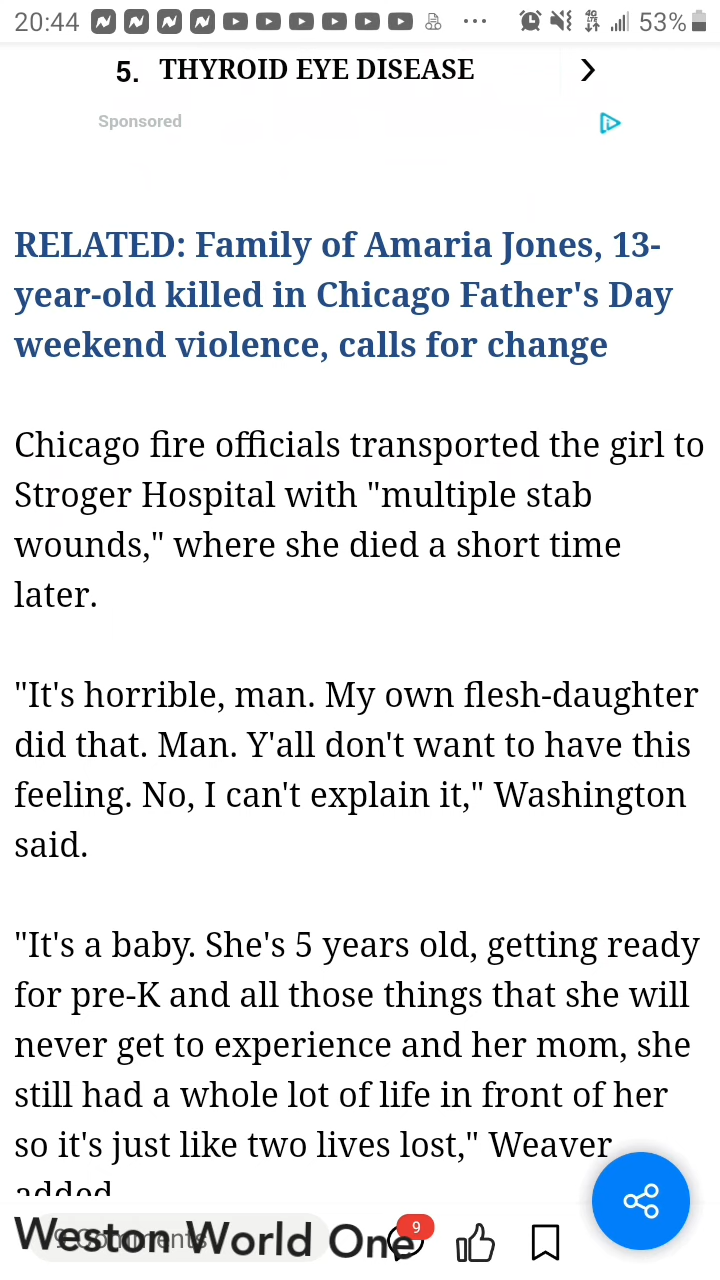 20:44 ... 4G LTE 53%
5. THYROID EYE DISEASE
Sponsored
RELATED: Family of Amaria Jones, 13-
year-old killed in Chicago Father's Day
weekend violence, calls for change
Chicago fire officials transported the girl to
Stroger Hospital with "multiple stab
wounds," where she died a short time
later.
"It's horrible, man. My own flesh-daughter
did that. Man. Y'all don't want to have this
feeling. No, I can't explain it," Washington
said.
"It's a baby. She's 5 years old, getting ready
for pre-K and all those things that she will
never get to experience and her mom, she
still had a whole lot of life in front of her
so it's just like two lives lost," Weaver
added
9 Comments
Weston World One
9